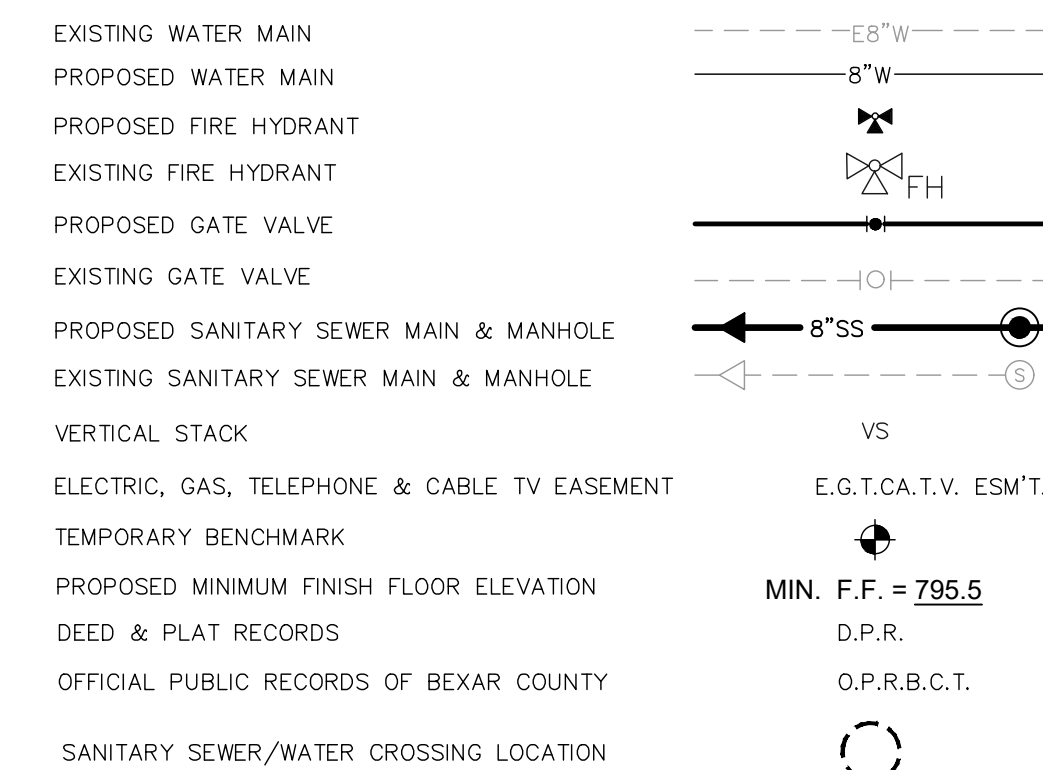 EXISTING WATER MAIN E8"W
PROPOSED WATER MAIN 8"W
PROPOSED FIRE HYDRANT
EXISTING FIRE HYDRANT FH
PROPOSED GATE VALVE
EXISTING GATE VALVE
PROPOSED SANITARY SEWER MAIN & MANHOLE 8"SS
EXISTING SANITARY SEWER MAIN & MANHOLE S
VERTICAL STACK VS
ELECTRIC, GAS, TELEPHONE & CABLE TV EASEMENT E.G.T.CA.T.V. ESM'T.
TEMPORARY BENCHMARK
PROPOSED MINIMUM FINISH FLOOR ELEVATION MIN. F.F. = 795.5
DEED & PLAT RECORDS D.P.R.
OFFICIAL PUBLIC RECORDS OF BEXAR COUNTY O.P.R.B.C.T.
SANITARY SEWER/WATER CROSSING LOCATION